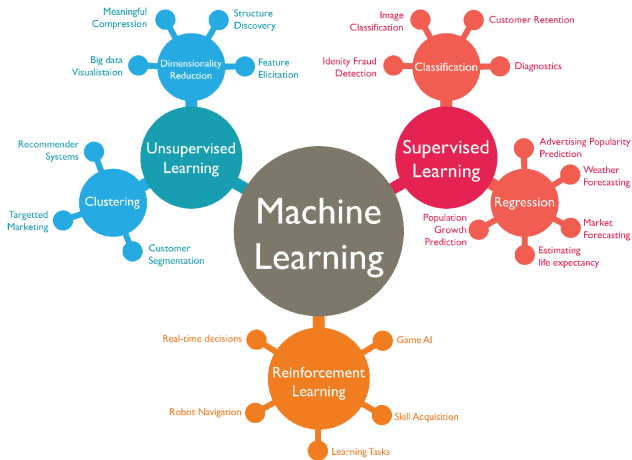 Meaningful
Compression
Structure
Discovery
Big data
Visualistaion
Dimensionality
Reduction
Feature
Elicitation
Image
Classification
Customer Retention
Idenity Fraud
Detection
Classification
Diagnostics
Unsupervised
Learning
Supervised
Learning
Recommender
Systems
Clustering
Targetted
Marketing
Customer
Segmentation
Machine
Learning
Advertising Popularity
Prediction
Weather
Forecasting
Regression
Population
Growth
Prediction
Market
Forecasting
Estimating
life expectancy
Real-time decisions
Game AI
Reinforcement
Learning
Robot Navigation
Skill Acquisition
Learning Tasks